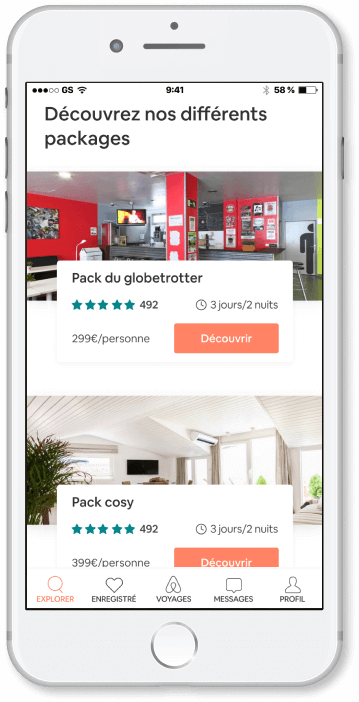 GS 9:41 58 %
Découvrez nos différents
packages
Pack du globetrotter
492 3 jours/2 nuits
299€/personne Découvrir
Pack cosy
492 3 jours/2 nuits
399€/personne Découvrir
EXPLORER ENREGISTRÉ VOYAGES MESSAGES PROFIL